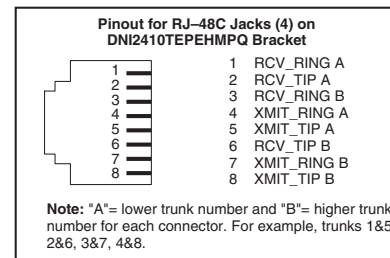 Pinout for RJ–48C Jacks (4) on
DNI2410TEPEHMPQ Bracket
1 1 RCV_RING A
2 2 RCV_TIP A
3 3 RCV_RING B
4 4 XMIT_RING A
5 5 XMIT_TIP A
6 6 RCV_TIP B
7 7 XMIT_RING B
8 8 XMIT_TIP B
Note: "A"= lower trunk number and "B"= higher trunk
number for each connector. For example, trunks 1&5,
2&6, 3&7, 4&8.